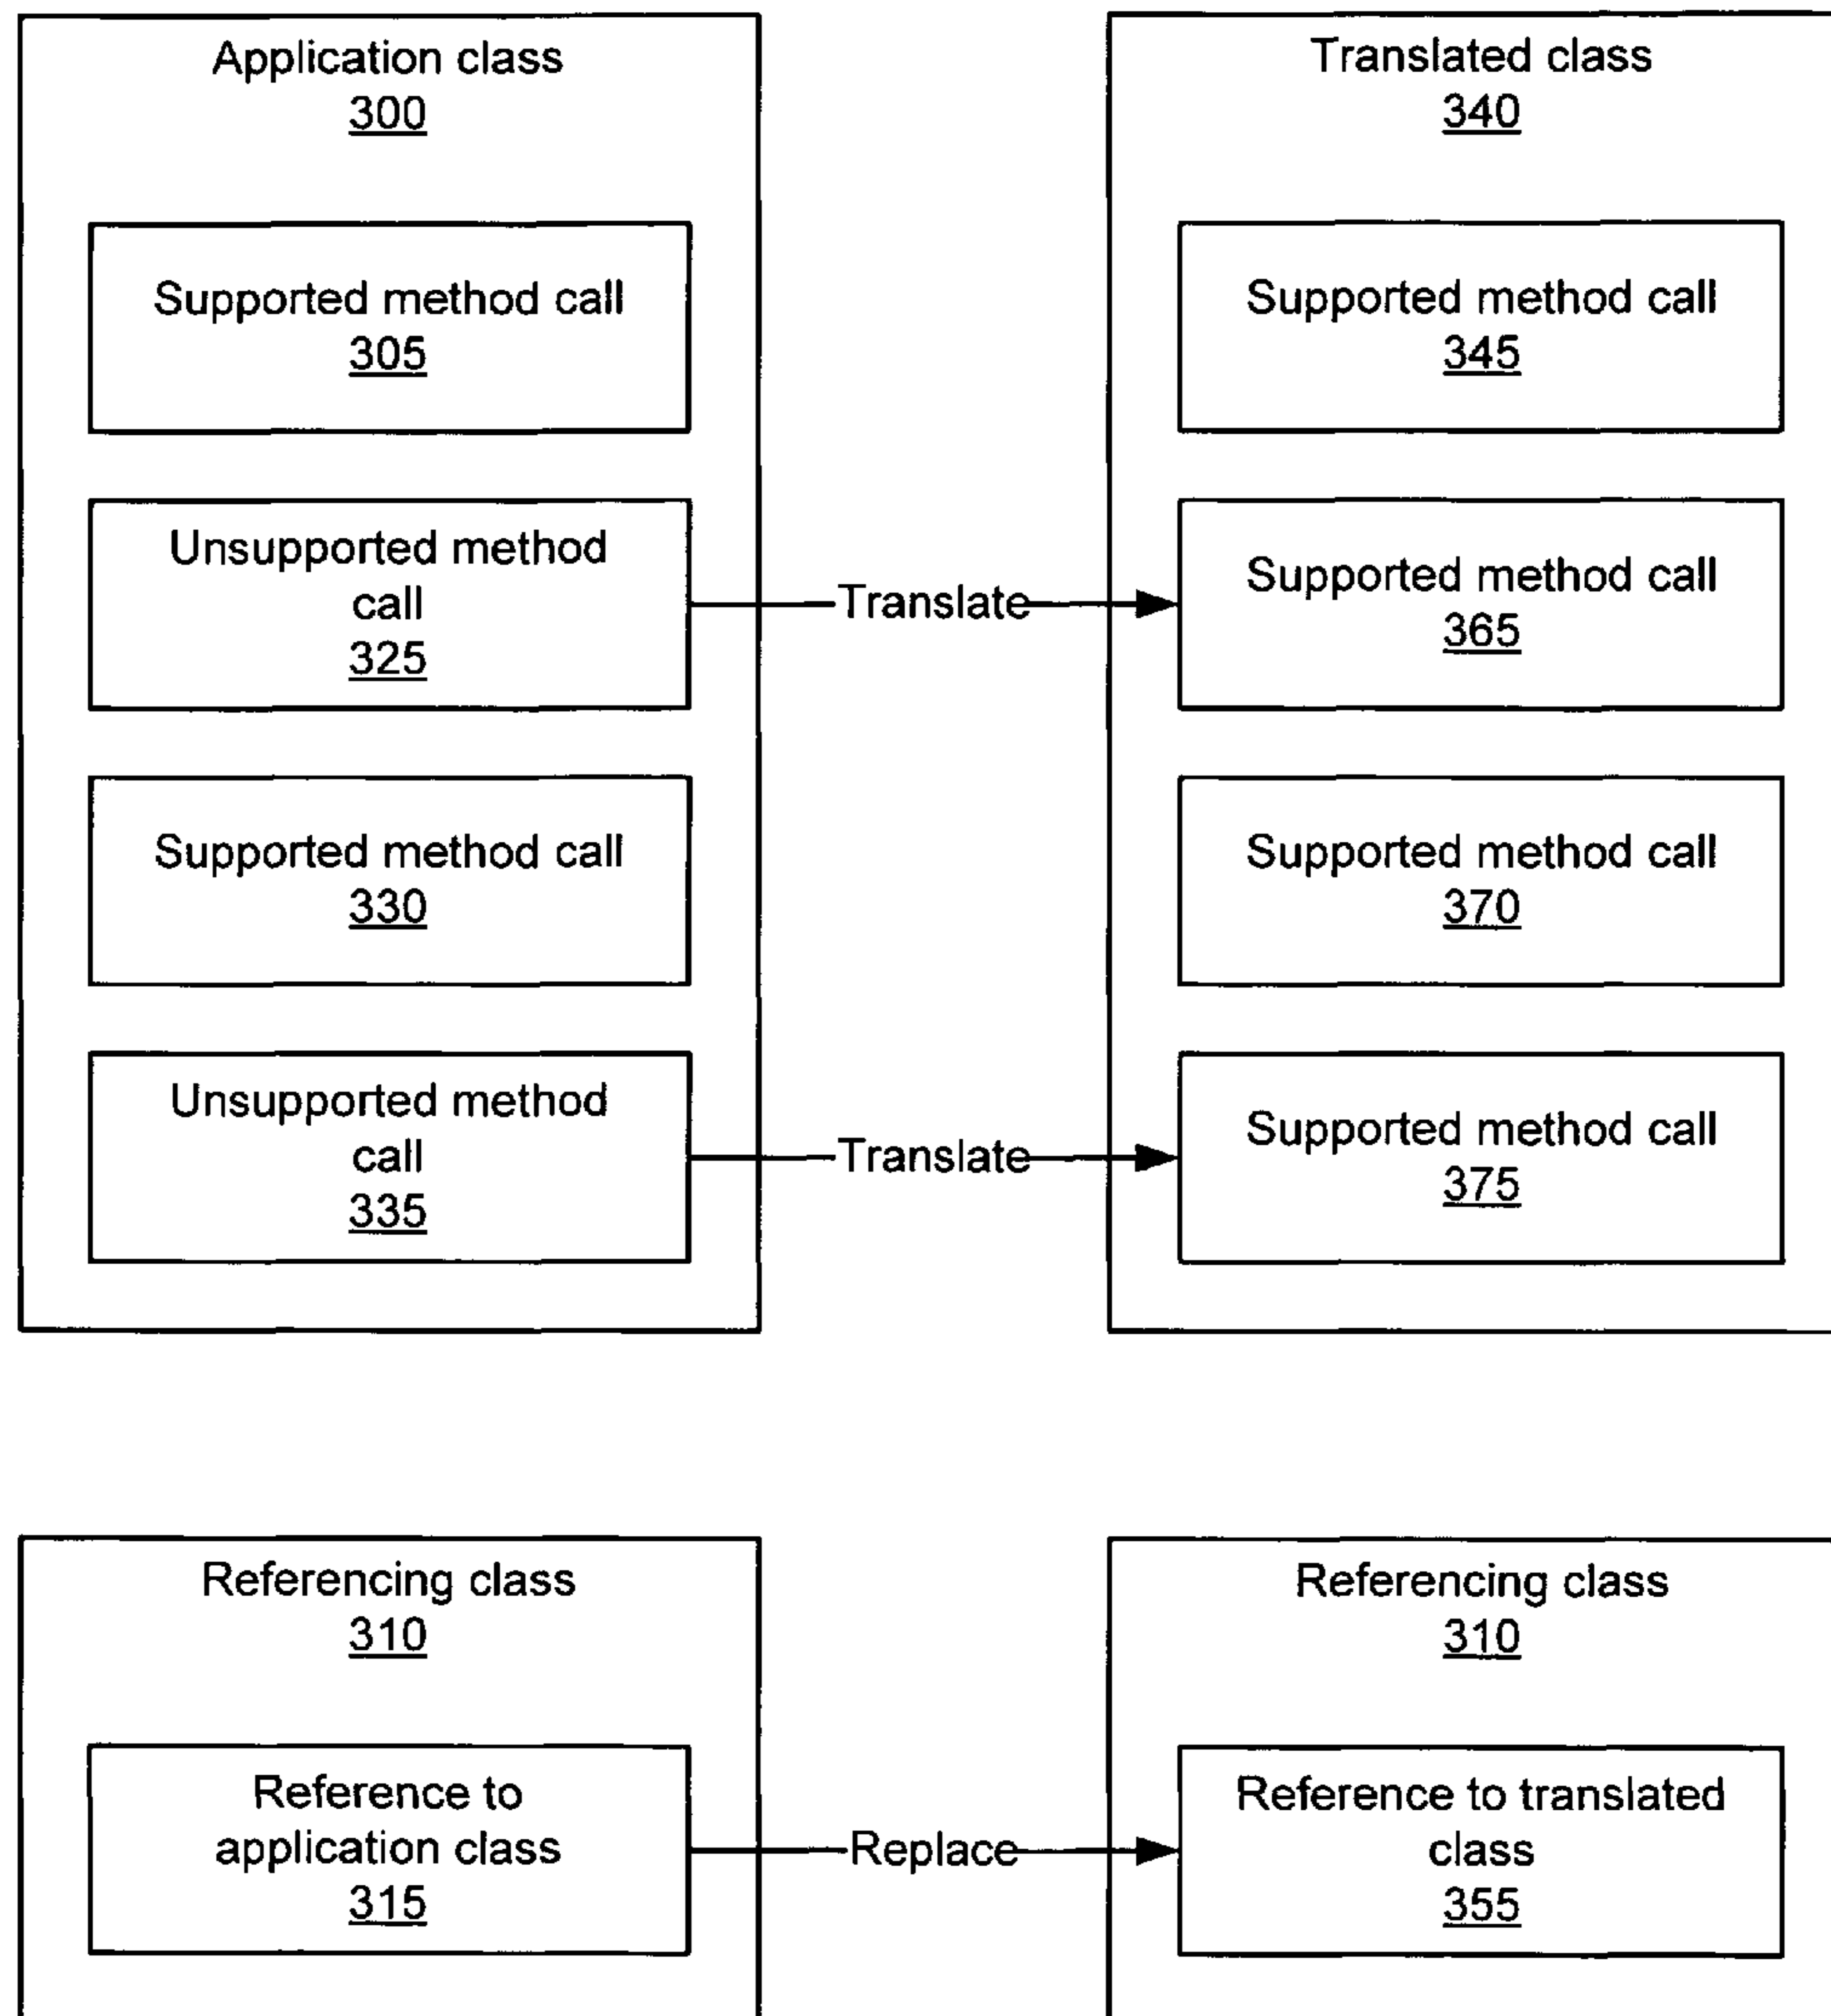 Application class
300
Supported method call
305
Unsupported method
call
325
Supported method call
330
Unsupported method
call
335
Translate
Translate
Translated class
340
Supported method call
345
Supported method call
365
Supported method call
370
Supported method call
375
Referencing class
310
Reference to
application class
315
Replace
Referencing class
310
Reference to translated
class
355